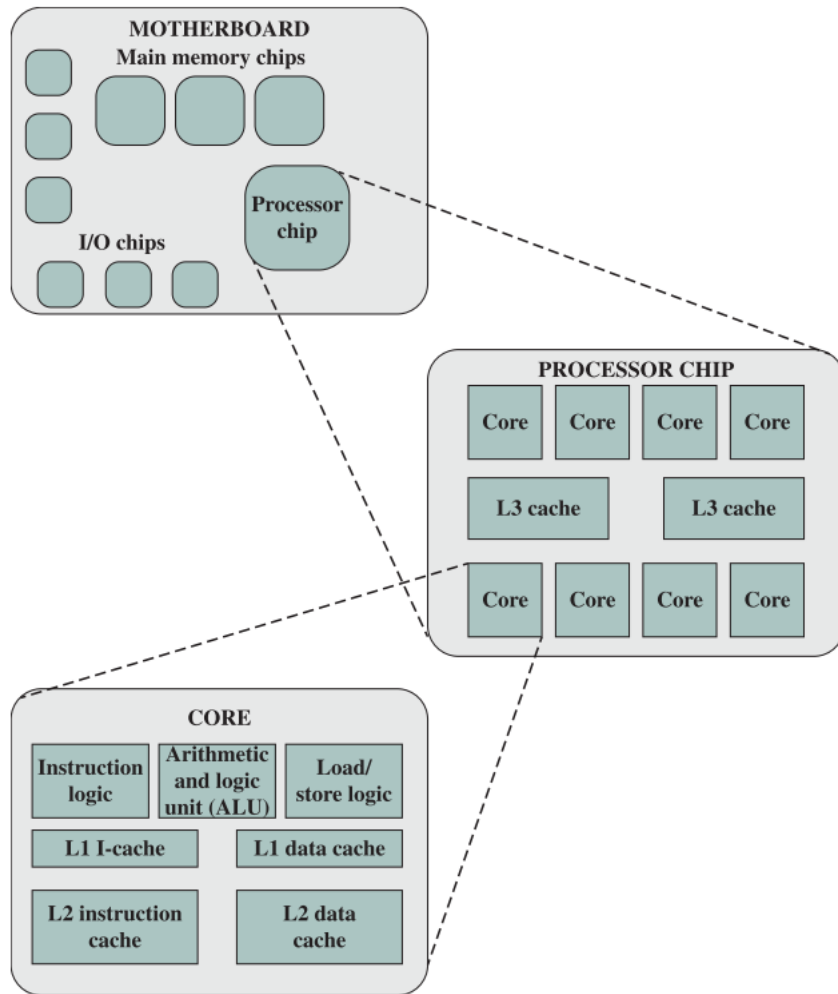 MOTHERBOARD
Main memory chips
Processor
chip
I/O chips
PROCESSOR CHIP
Core
Core
Core
Core
L3 cache
L3 cache
Core
Core
Core
Core
CORE
Instruction
logic
Arithmetic
and logic
unit (ALU)
Load/
store logic
L1 I-cache
L1 data cache
L2 instruction
cache
L2 data
cache